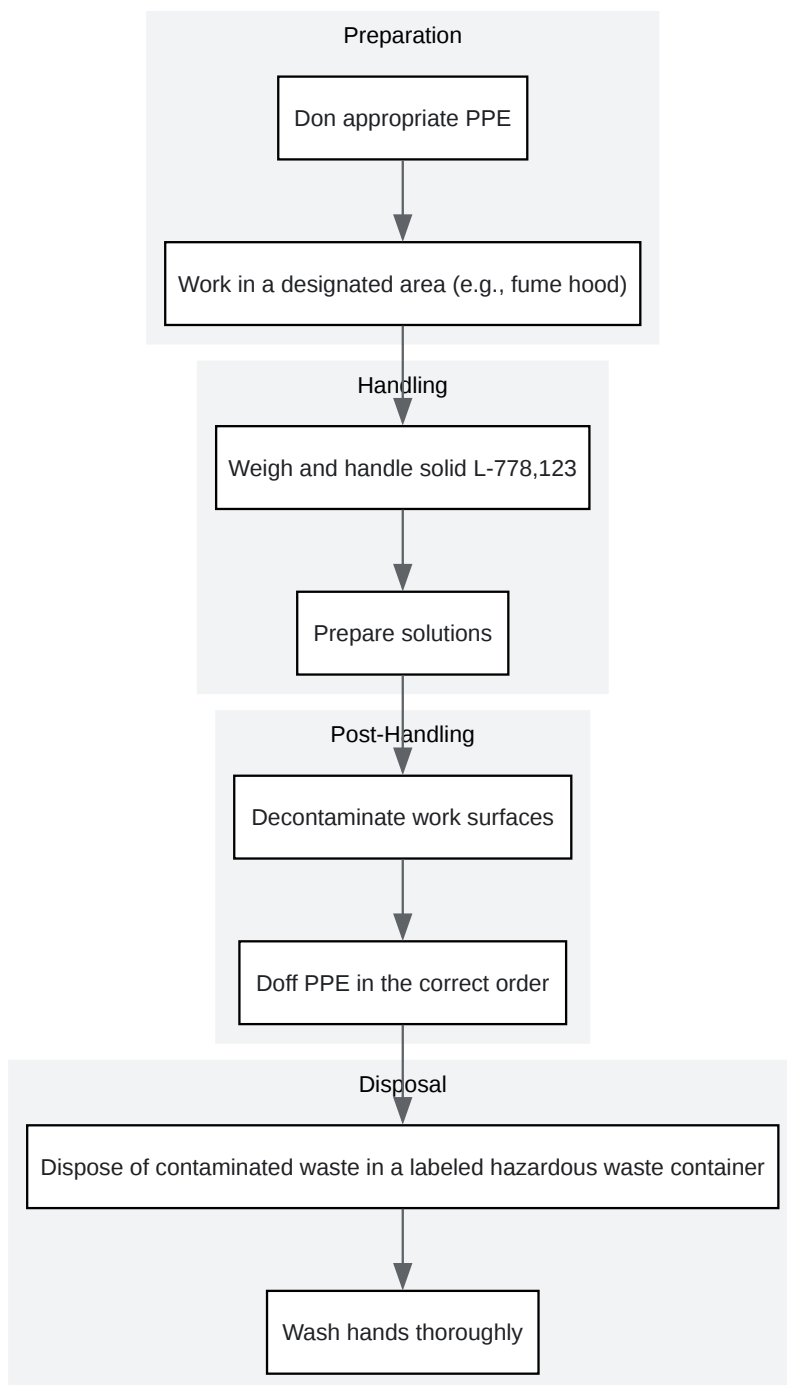 Preparation
Don appropriate PPE
Work in a designated area (e.g., fume hood)
Handling
Weigh and handle solid L-778,123
Prepare solutions
Post-Handling
Decontaminate work surfaces
Doff PPE in the correct order
Disposal
Dispose of contaminated waste in a labeled hazardous waste container
Wash hands thoroughly